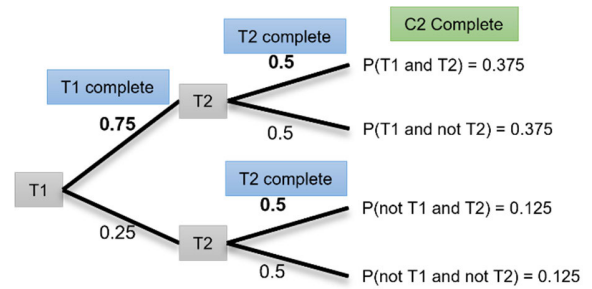 T2 complete
C2 Complete
0.5
P(T1 and T2) = 0.375
T1 complete
T2
0.75
0.5
P(T1 and not T2) = 0.375
T2 complete
T1
0.5
P(not T1 and T2) = 0.125
0.25
T2
0.5
P(not T1 and not T2) = 0.125